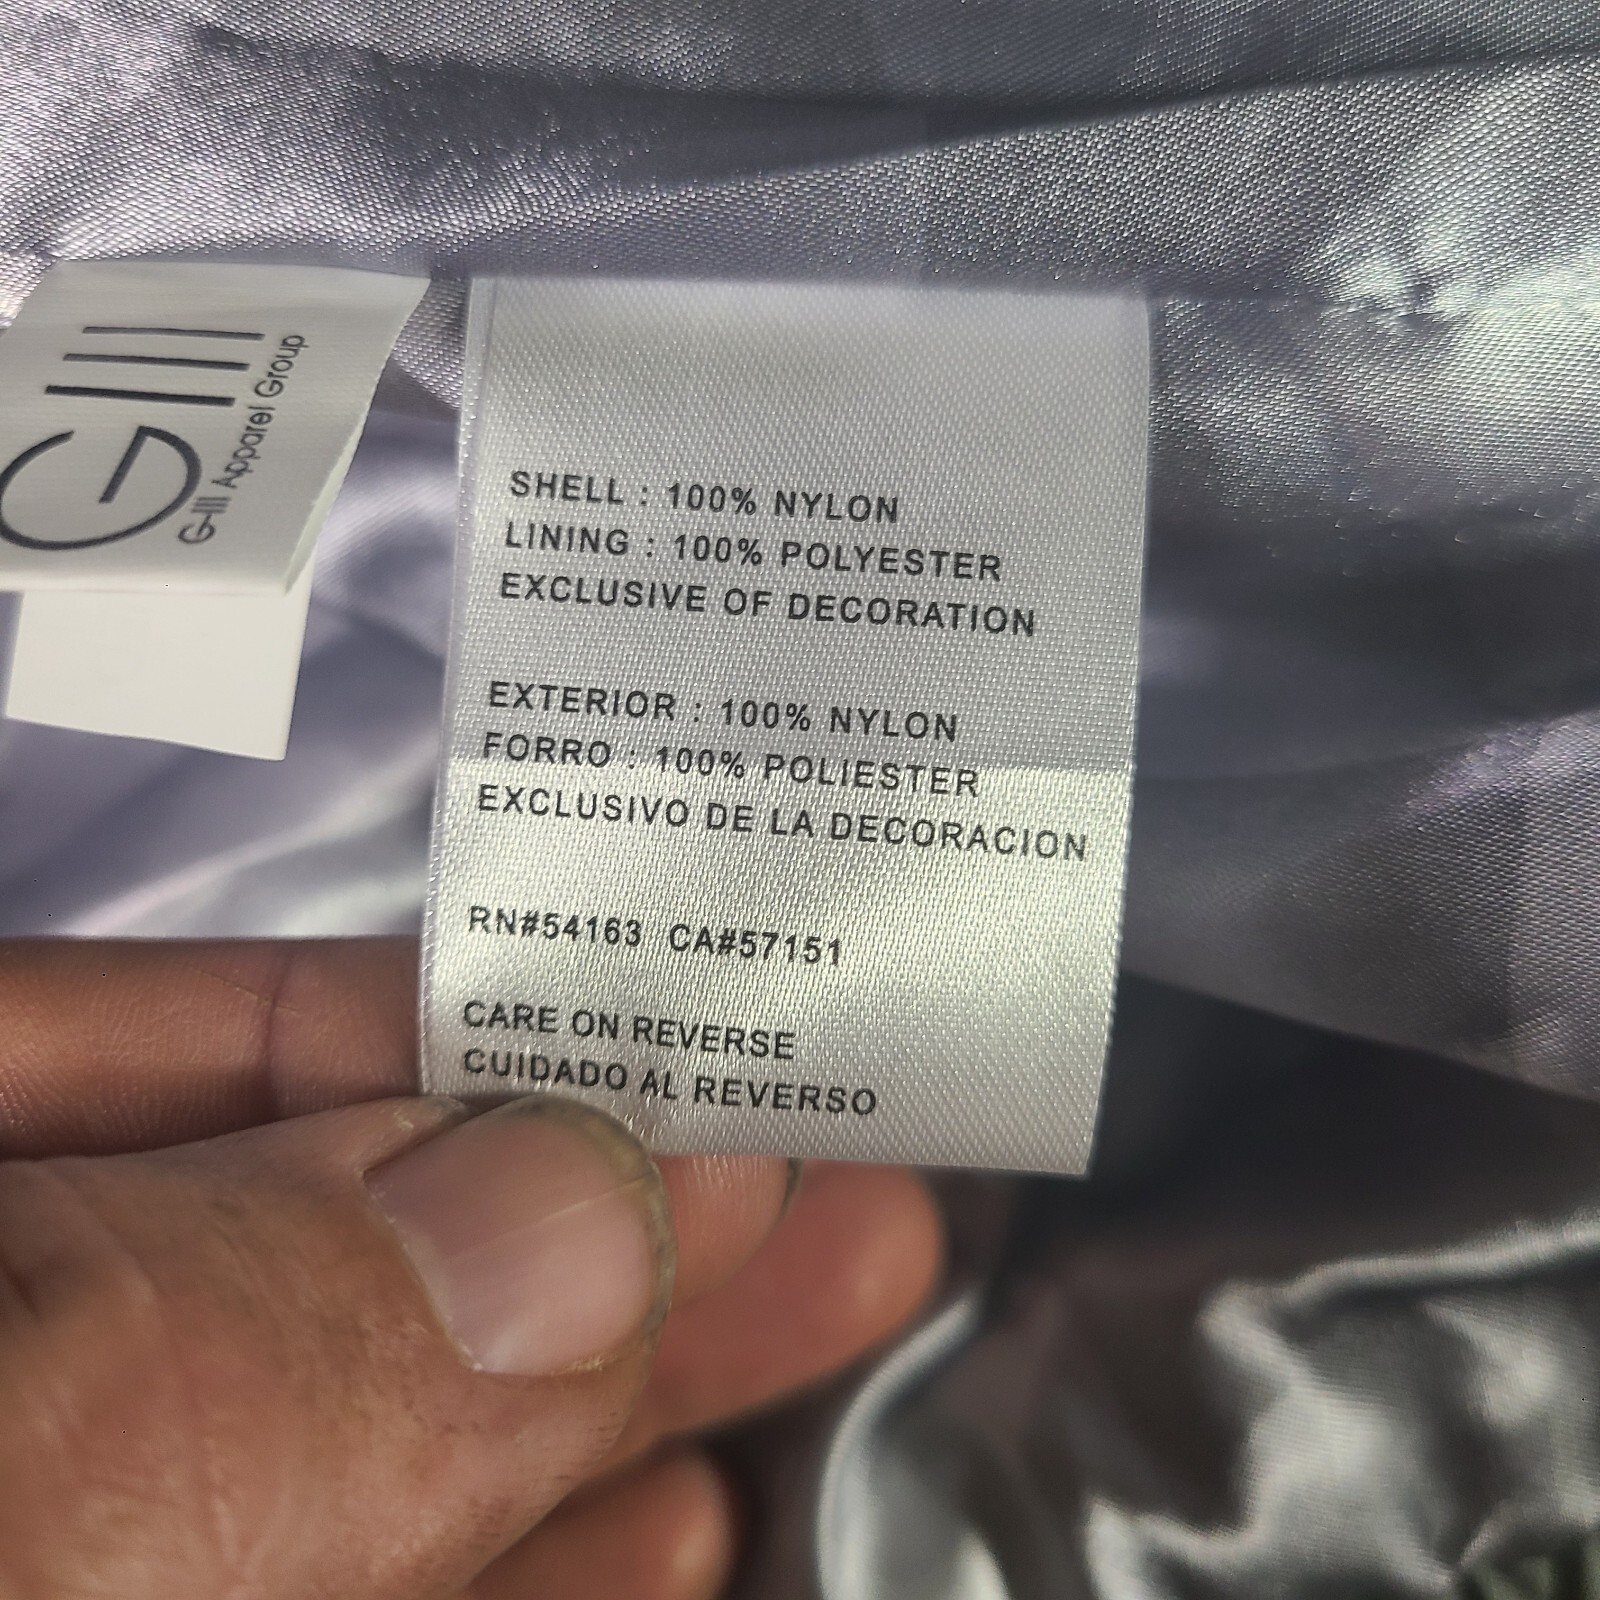 GIII
G-III Apparel Group
SHELL : 100% NYLON
LINING : 100% POLYESTER
EXCLUSIVE OF DECORATION
EXTERIOR : 100% NYLON
FORRO : 100% POLIESTER
EXCLUSIVO DE LA DECORACION
RN#54163 CA#57151
CARE ON REVERSE
CUIDADO AL REVERSO